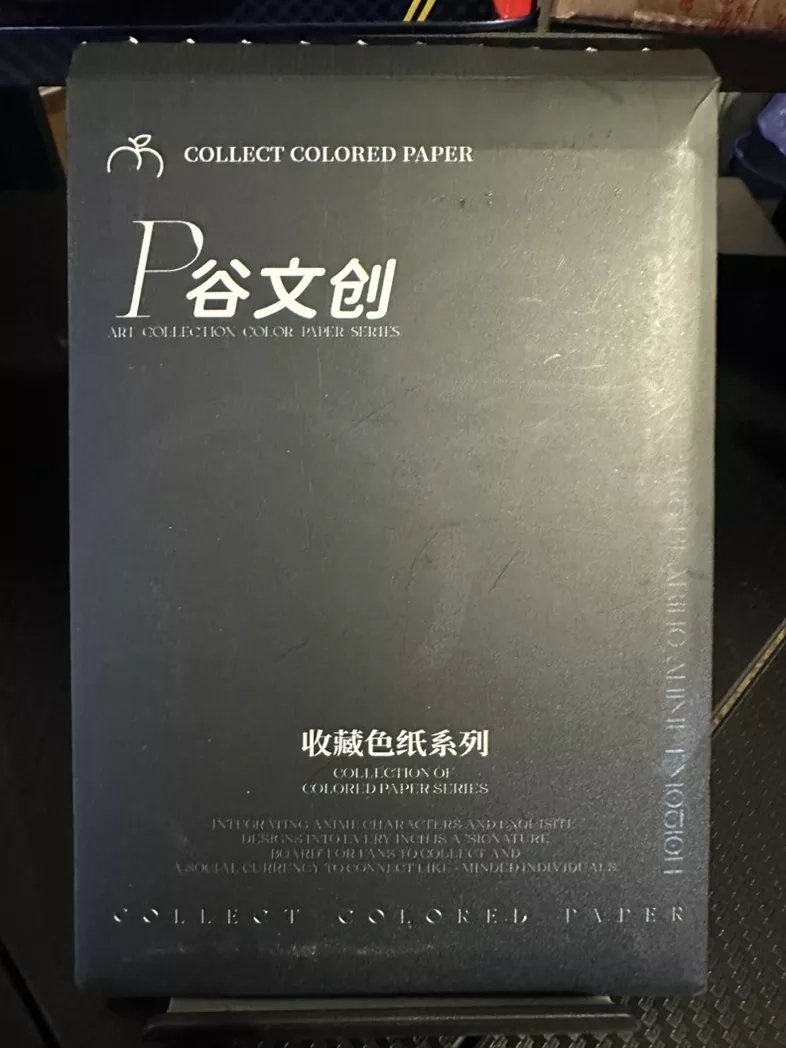 COLLECT COLORED PAPER
P谷文创
ART COLLECTION COLOR PAPER SERIES
收藏色纸系列
COLLECTION OF
COLORED PAPER SERIES
INTEGRATING ANIME CHARACTERS AND EXQUISITE
DESIGNS INTO EVERY INCH IS A "SIGNATURE
BOARD" FOR FANS TO COLLECT AND
A SOCIAL CURRENCY TO CONNECT LIKE-MINDED INDIVIDUALS.
COLLECT COLORED PAPER